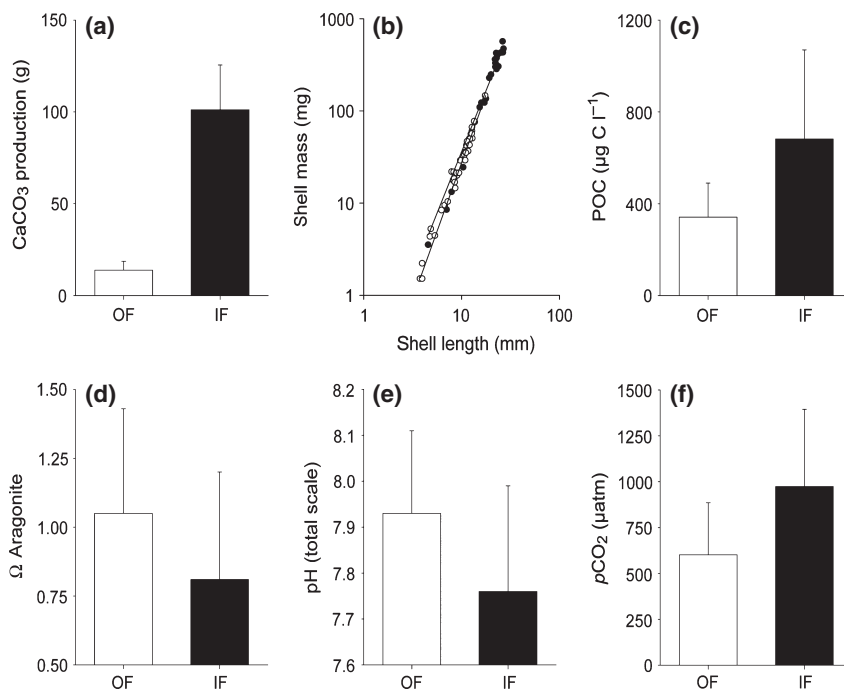 (a)
CaCO₃ production (g)
150
100
50
0
OF IF
(b)
Shell mass (mg)
1000
100
10
1
1 10 100
Shell length (mm)
(c)
POC (µg C l⁻¹)
1200
800
400
0
OF IF
(d)
Ω Aragonite
1.50
1.25
1.00
0.75
0.50
OF IF
(e)
pH (total scale)
8.2
8.1
8.0
7.9
7.8
7.7
7.6
OF IF
(f)
pCO₂ (µatm)
1500
1250
1000
750
500
250
0
OF IF